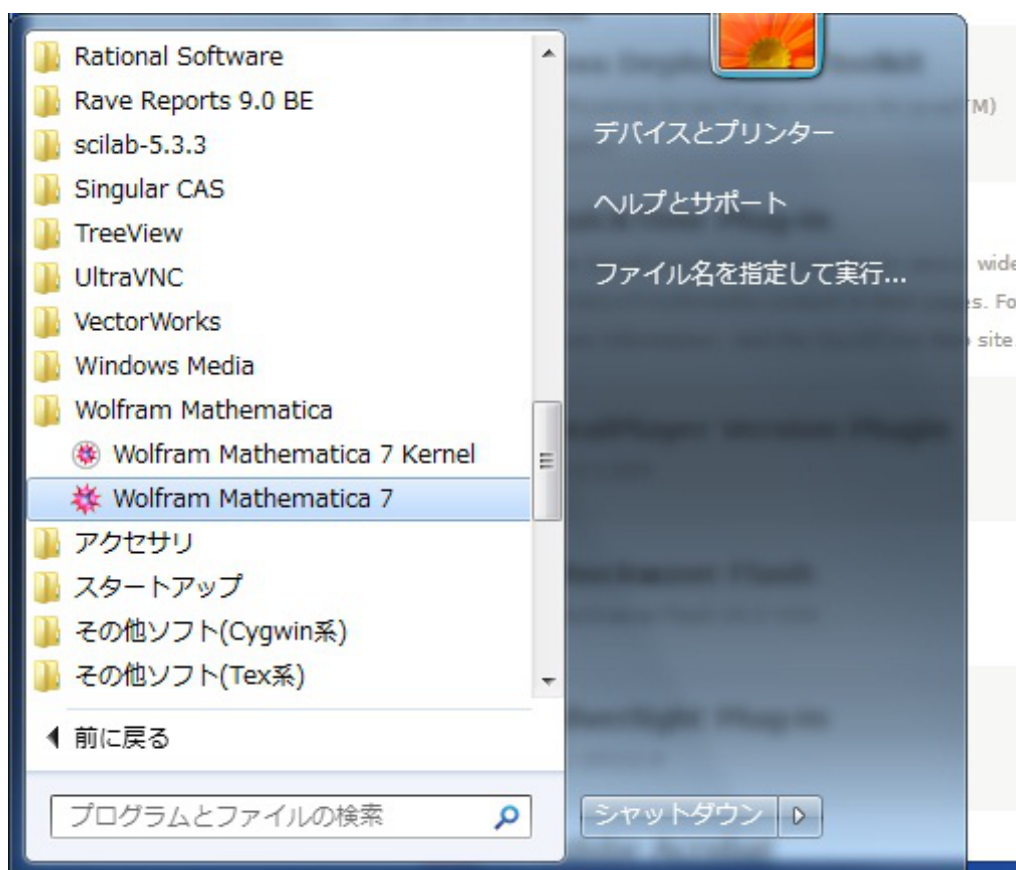 Rational Software
Rave Reports 9.0 BE
scilab-5.3.3
Singular CAS
TreeView
UltraVNC
VectorWorks
Windows Media
Wolfram Mathematica
Wolfram Mathematica 7 Kernel
Wolfram Mathematica 7
アクセサリ
スタートアップ
その他ソフト(Cygwin系)
その他ソフト(Tex系)
前に戻る
プログラムとファイルの検索
デバイスとプリンター
ヘルプとサポート
ファイル名を指定して実行...
シャットダウン
M)
wide
s. Fo
site.